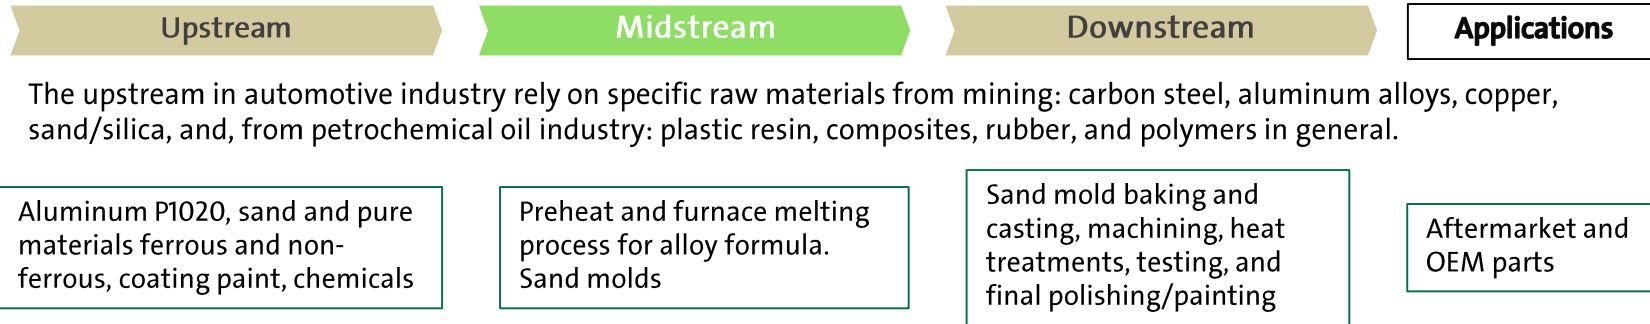 Upstream
Midstream
Downstream
Applications
The upstream in automotive industry rely on specific raw materials from mining: carbon steel, aluminum alloys, copper,
sand/silica, and, from petrochemical oil industry: plastic resin, composites, rubber, and polymers in general.
Aluminum P1020, sand and pure
materials ferrous and non-
ferrous, coating paint, chemicals
Preheat and furnace melting
process for alloy formula.
Sand molds
Sand mold baking and
casting, machining, heat
treatments, testing, and
final polishing/painting
Aftermarket and
OEM parts